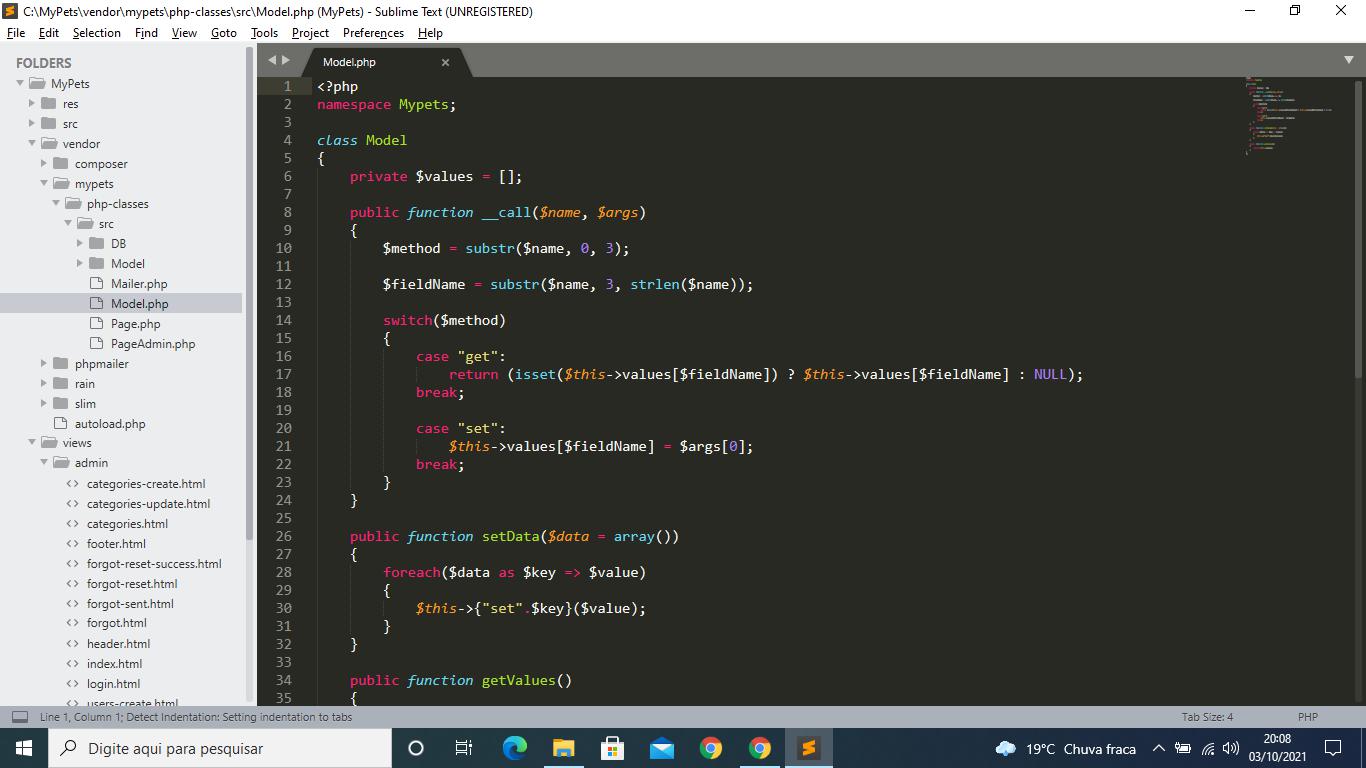 C:\MyPets\vendor\mypets\php-classes\src\Model.php (MyPets) - Sublime Text (UNREGISTERED)
File Edit Selection Find View Goto Tools Project Preferences Help
FOLDERS
MyPets
res
src
vendor
composer
mypets
php-classes
src
DB
Model
Mailer.php
Model.php
Page.php
PageAdmin.php
phpmailer
rain
slim
autoload.php
views
admin
categories-create.html
categories-update.html
categories.html
footer.html
forgot-reset-success.html
forgot-reset.html
forgot-sent.html
forgot.html
header.html
index.html
login.html
users-create.html
Model.php
1 <?php
2 namespace Mypets;
3
4 class Model
5 {
6 private $values = [];
7
8 public function __call($name, $args)
9 {
10 $method = substr($name, 0, 3);
11
12 $fieldName = substr($name, 3, strlen($name));
13
14 switch($method)
15 {
16 case "get":
17 return (isset($this->values[$fieldName]) ? $this->values[$fieldName] : NULL);
18 break;
19
20 case "set":
21 $this->values[$fieldName] = $args[0];
22 break;
23 }
24 }
25
26 public function setData($data = array())
27 {
28 foreach($data as $key => $value)
29 {
30 $this->{"set".$key}($value);
31 }
32 }
33
34 public function getValues()
35 {
Line 1, Column 1; Detect Indentation: Setting indentation to tabs
Tab Size: 4
PHP
Digite aqui para pesquisar
19°C Chuva fraca
20:08
03/10/2021